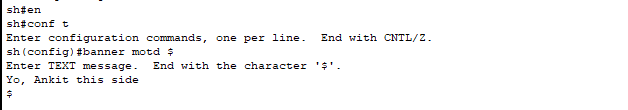 sh#en
sh#conf t
Enter configuration commands, one per line.  End with CNTL/Z.
sh(config)#banner motd $
Enter TEXT message.  End with the character '$'.
Yo, Ankit this side
$